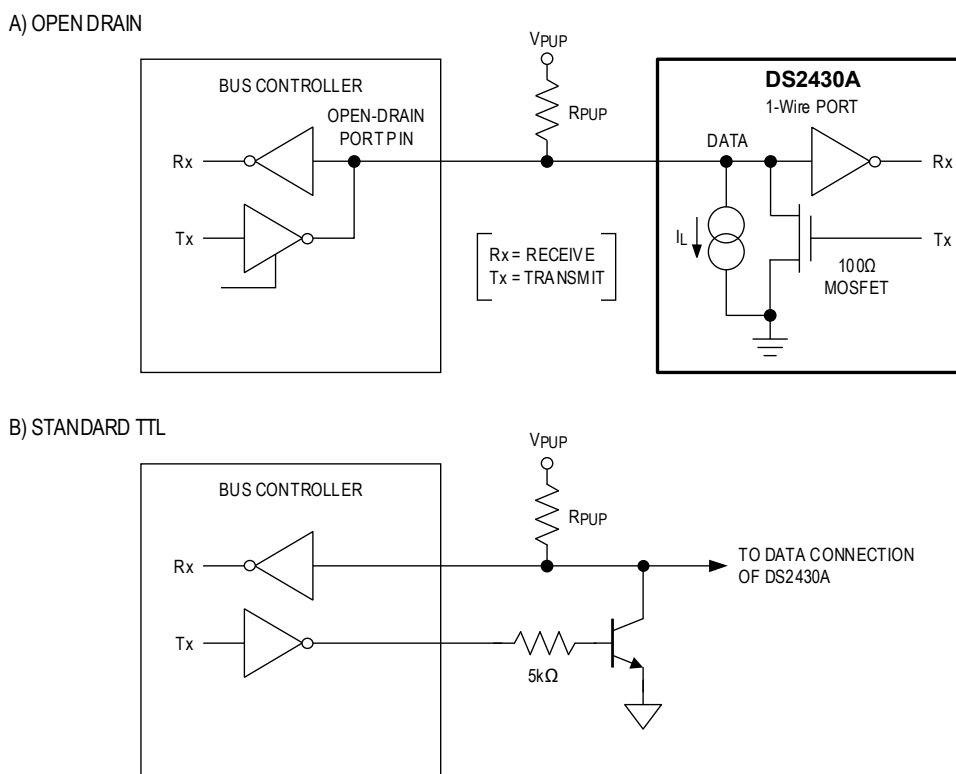 A) OPEN DRAIN
BUS CONTROLLER
OPEN-DRAIN
PORT PIN
Rx
Tx
VPUP
RPUP
Rx = RECEIVE
Tx = TRANSMIT
DS2430A
1-Wire PORT
DATA
Rx
IL
Tx
100Ω
MOSFET
B) STANDARD TTL
BUS CONTROLLER
Rx
Tx
VPUP
RPUP
5kΩ
TO DATA CONNECTION
OF DS2430A